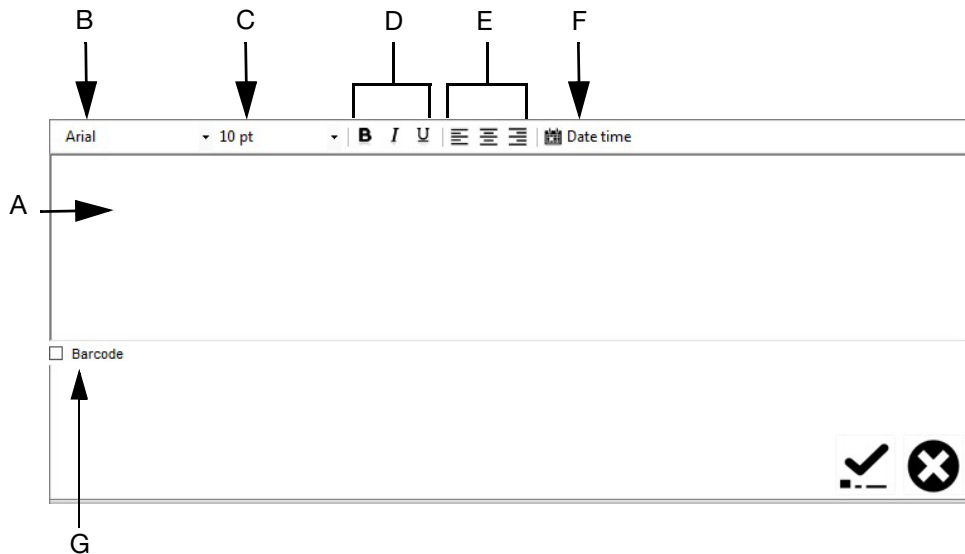 B C D E F
Arial 10 pt B I U Date time
A
Barcode
G